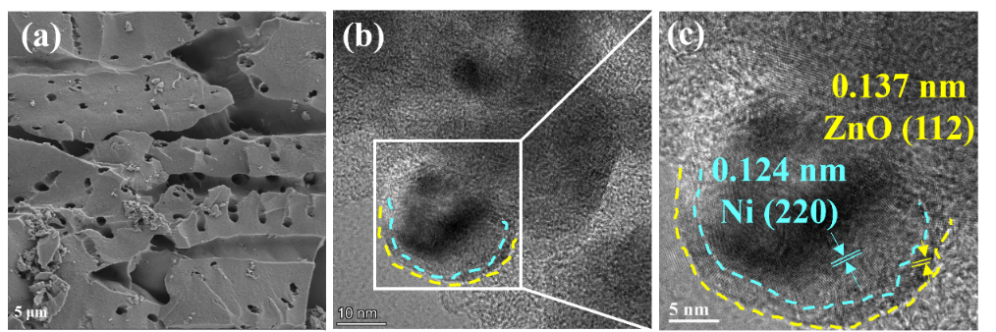 (a)
5 μm
(b)
10 nm
(c)
0.137 nm
ZnO (112)
0.124 nm
Ni (220)
5 nm